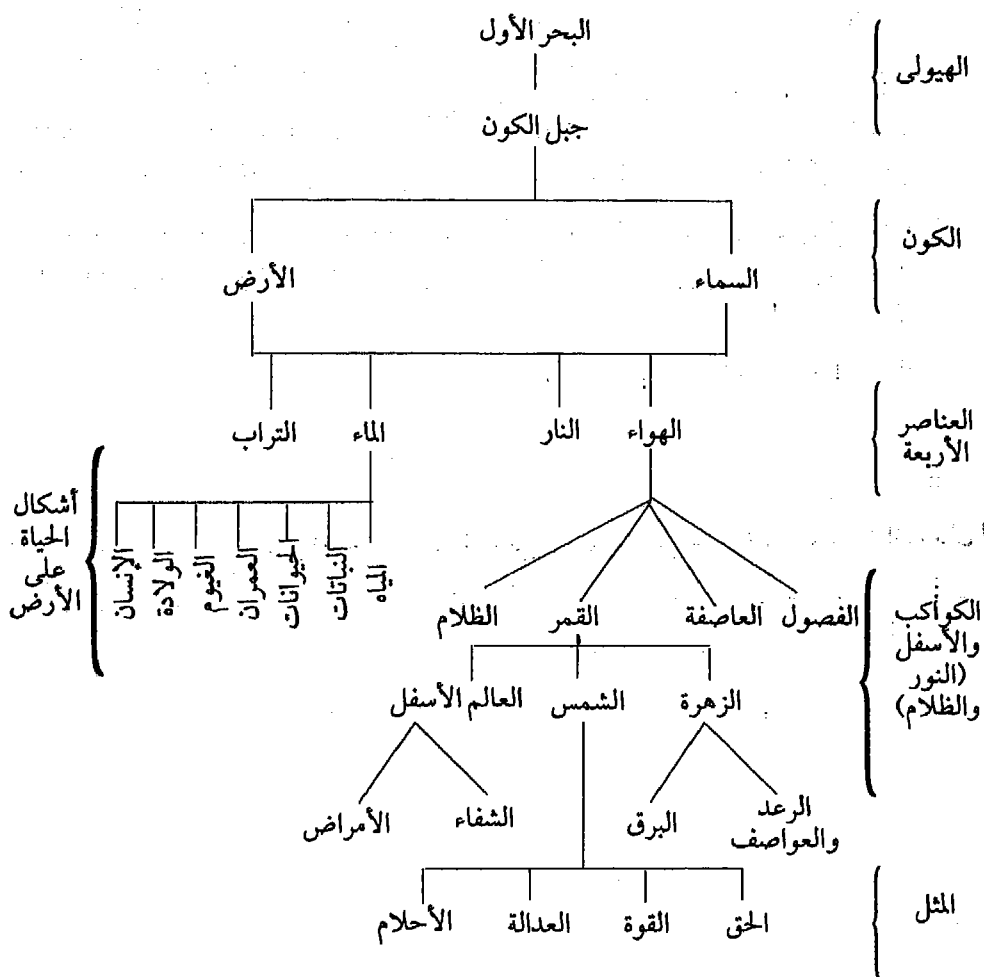 البحر الأول
الهيولى
جبل الكون
الكون
السماء
الأرض
العناصر
الأربعة
الهواء
النار
الماء
التراب
أشكال
الحياة
على
الأرض
المياه
النباتات
الحيوانات
العمران
الغيوم
الولادة
الإنسان
الكواكب
والأسفل
(النور
والظلام)
الفصول
العاصفة
القمر
الظلام
الزهرة
الشمس
العالم الأسفل
الرعد
والعواصف
البرق
الشفاء
الأمراض
المثل
الحق
القوة
العدالة
الأحلام